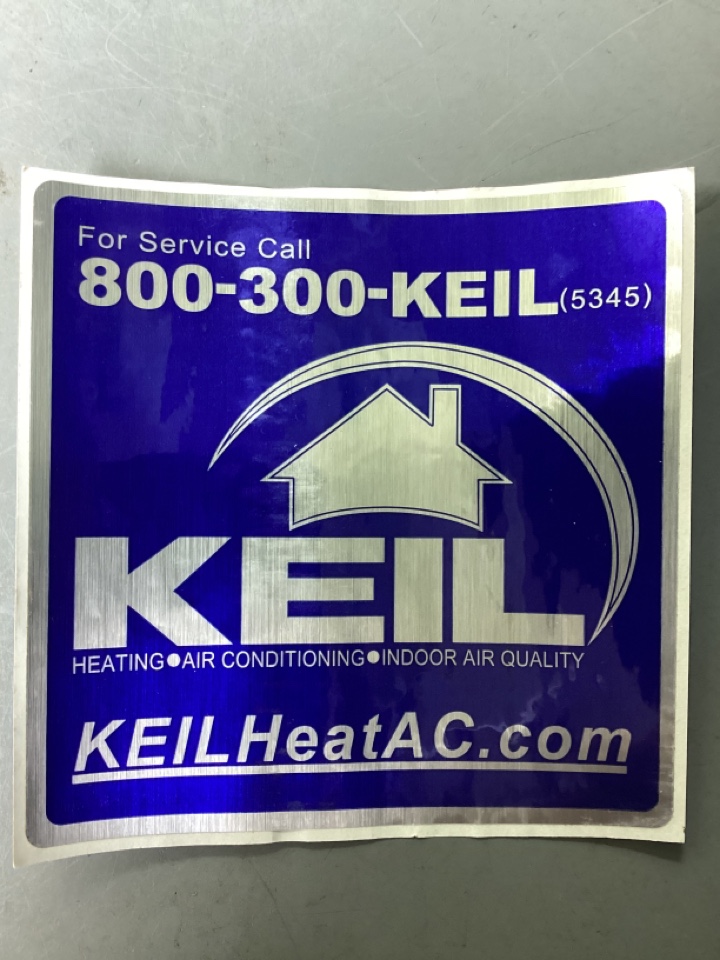 For Service Call
800-300-KEIL(5345)
KEIL
HEATING●AIR CONDITIONING●INDOOR AIR QUALITY
KEILHeatAC.com